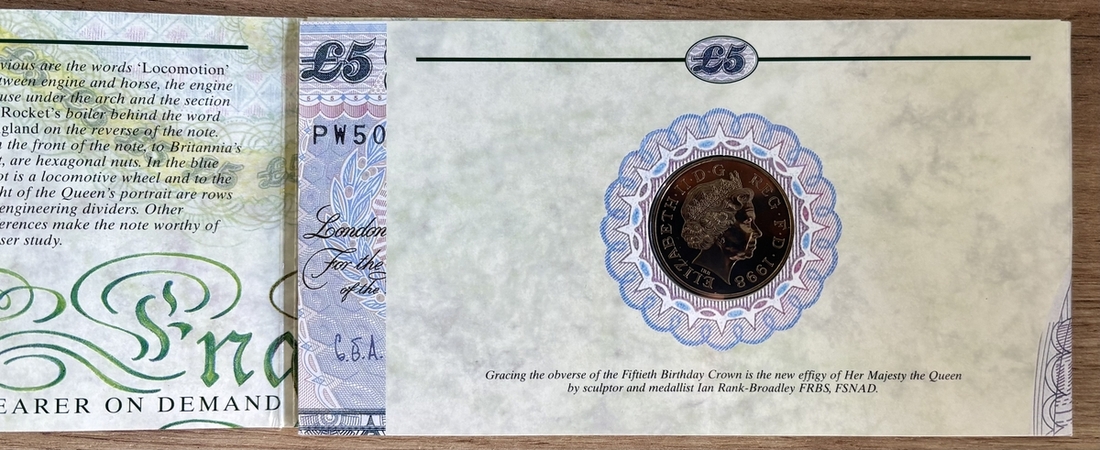 vious are the words 'Locomotion'
tween engine and horse, the engine
use under the arch and the section
Rocket's boiler behind the word
gland on the reverse of the note.
the front of the note, to Britannia's
t, are hexagonal nuts. In the blue
ot is a locomotive wheel and to the
ht of the Queen's portrait are rows
engineering dividers. Other
erences make the note worthy of
ser study.
Eng
EARER ON DEMAND
£5
PW50
London
For the
of the
G.E.A.
£5
ELIZABETH·II·D·G REG·F·D·1998
IRB
Gracing the obverse of the Fiftieth Birthday Crown is the new effigy of Her Majesty the Queen
by sculptor and medallist Ian Rank-Broadley FRBS, FSNAD.